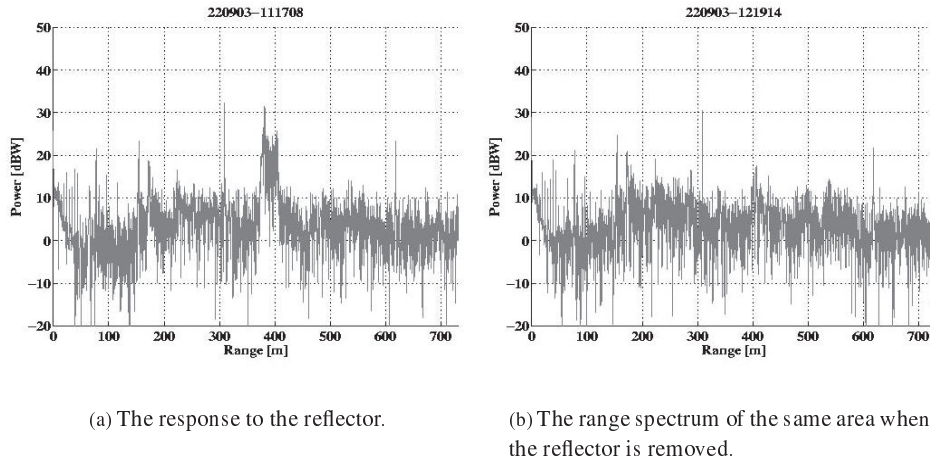 220903–111708
50
40
30
20
10
0
–10
–20
Power [dBW]
0 100 200 300 400 500 600 700
Range [m]
(a) The response to the reflector.
220903–121914
50
40
30
20
10
0
–10
–20
Power [dBW]
0 100 200 300 400 500 600 700
Range [m]
(b) The range spectrum of the same area when
the reflector is removed.